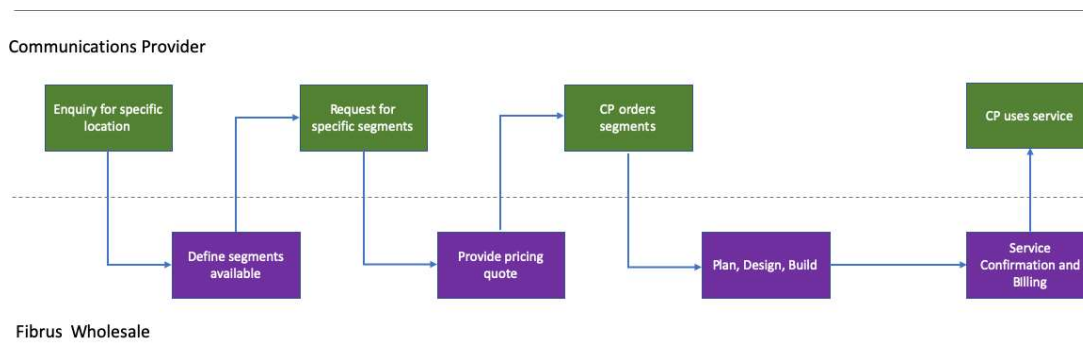 Communications Provider
Enquiry for specific
location
Request for
specific segments
CP orders
segments
CP uses service
Define segments
available
Provide pricing
quote
Plan, Design, Build
Service
Confirmation and
Billing
Fibrus Wholesale